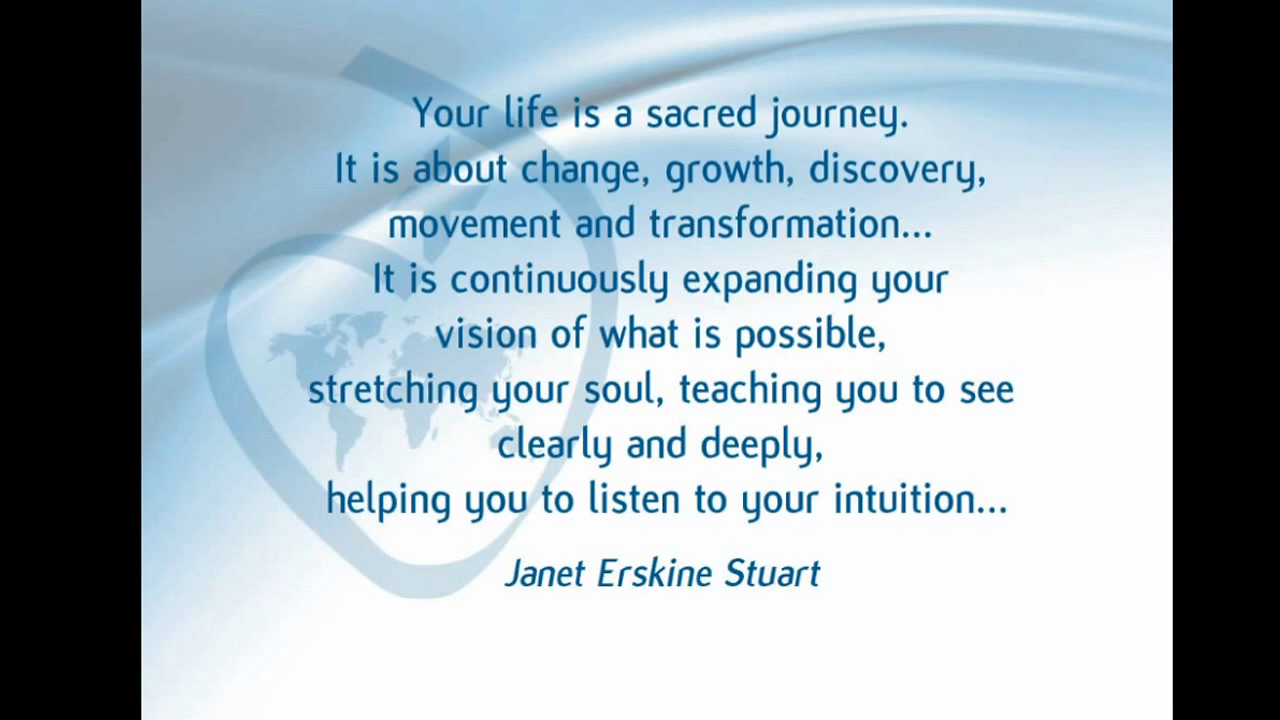 Your life is a sacred journey.
It is about change, growth, discovery,
movement and transformation...
It is continuously expanding your
vision of what is possible,
stretching your soul, teaching you to see
clearly and deeply,
helping you to listen to your intuition...
Janet Erskine Stuart